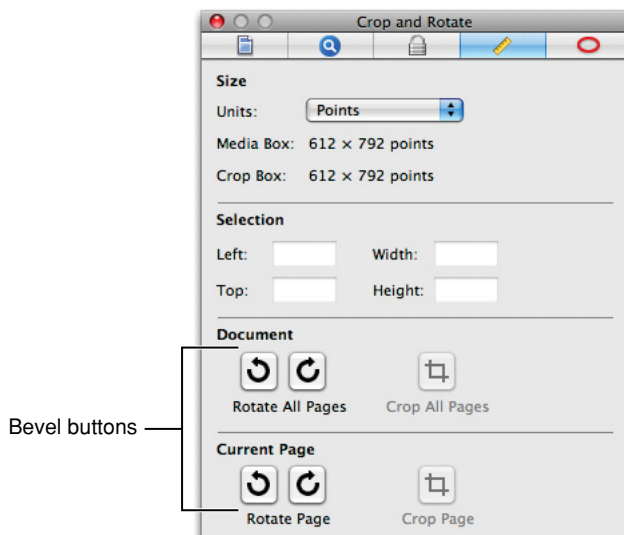 Crop and Rotate
Size
Units: Points
Media Box: 612 × 792 points
Crop Box: 612 × 792 points
Selection
Left: Width:
Top: Height:
Document
Rotate All Pages Crop All Pages
Bevel buttons
Current Page
Rotate Page Crop Page